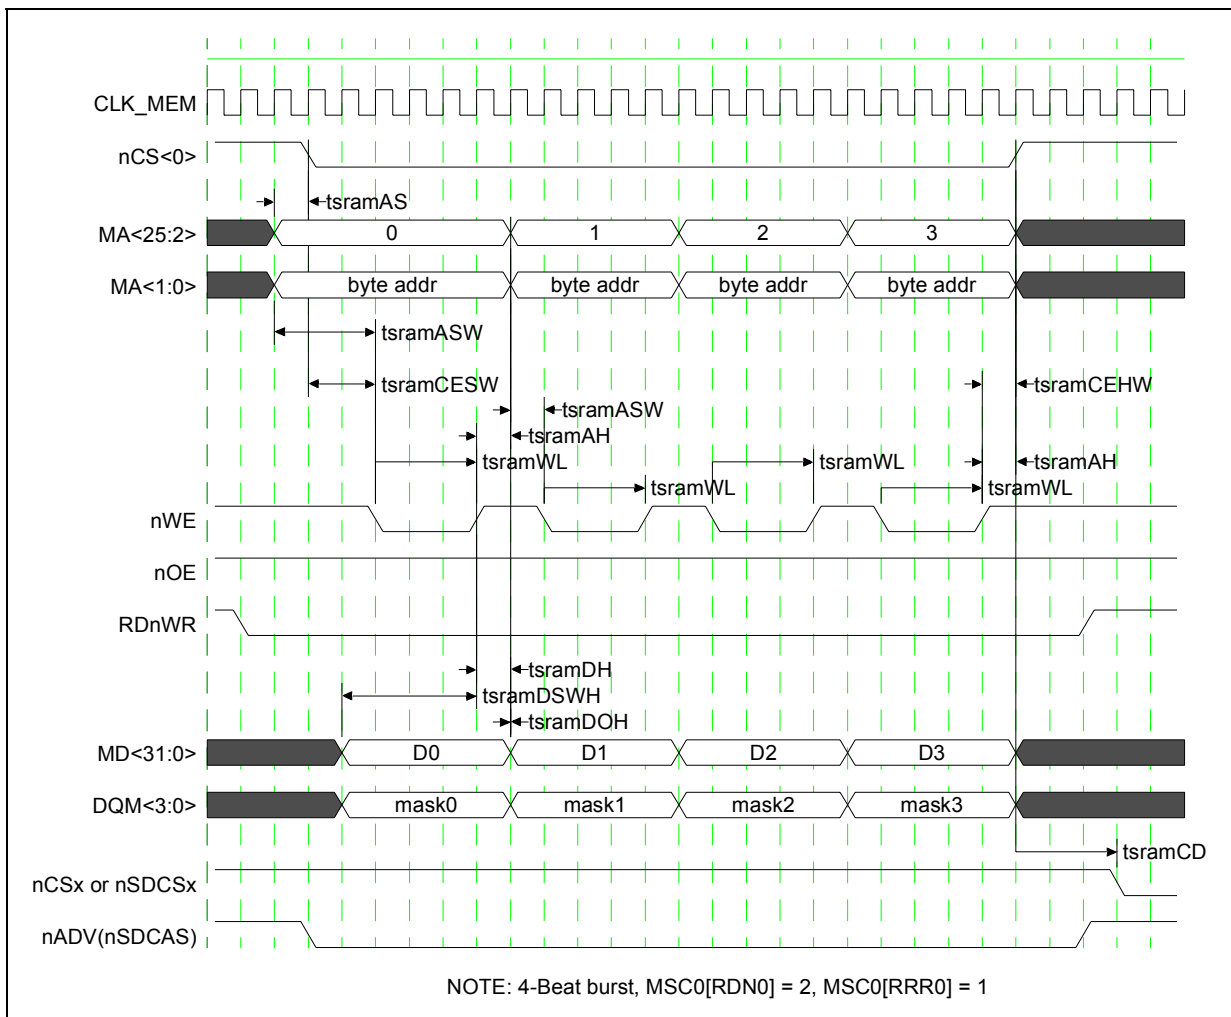 CLK_MEM
nCS<0>
tsramAS
MA<25:2> 0 1 2 3
MA<1:0> byte addr byte addr byte addr byte addr
tsramASW
tsramCESW tsramCEHW
tsramASW
tsramAH
tsramWL tsramWL tsramAH
tsramWL tsramWL
nWE
nOE
RDnWR
tsramDH
tsramDSWH
tsramDOH
MD<31:0> D0 D1 D2 D3
DQM<3:0> mask0 mask1 mask2 mask3
tsramCD
nCSx or nSDCSx
nADV(nSDCAS)
NOTE: 4-Beat burst, MSC0[RDN0] = 2, MSC0[RRR0] = 1